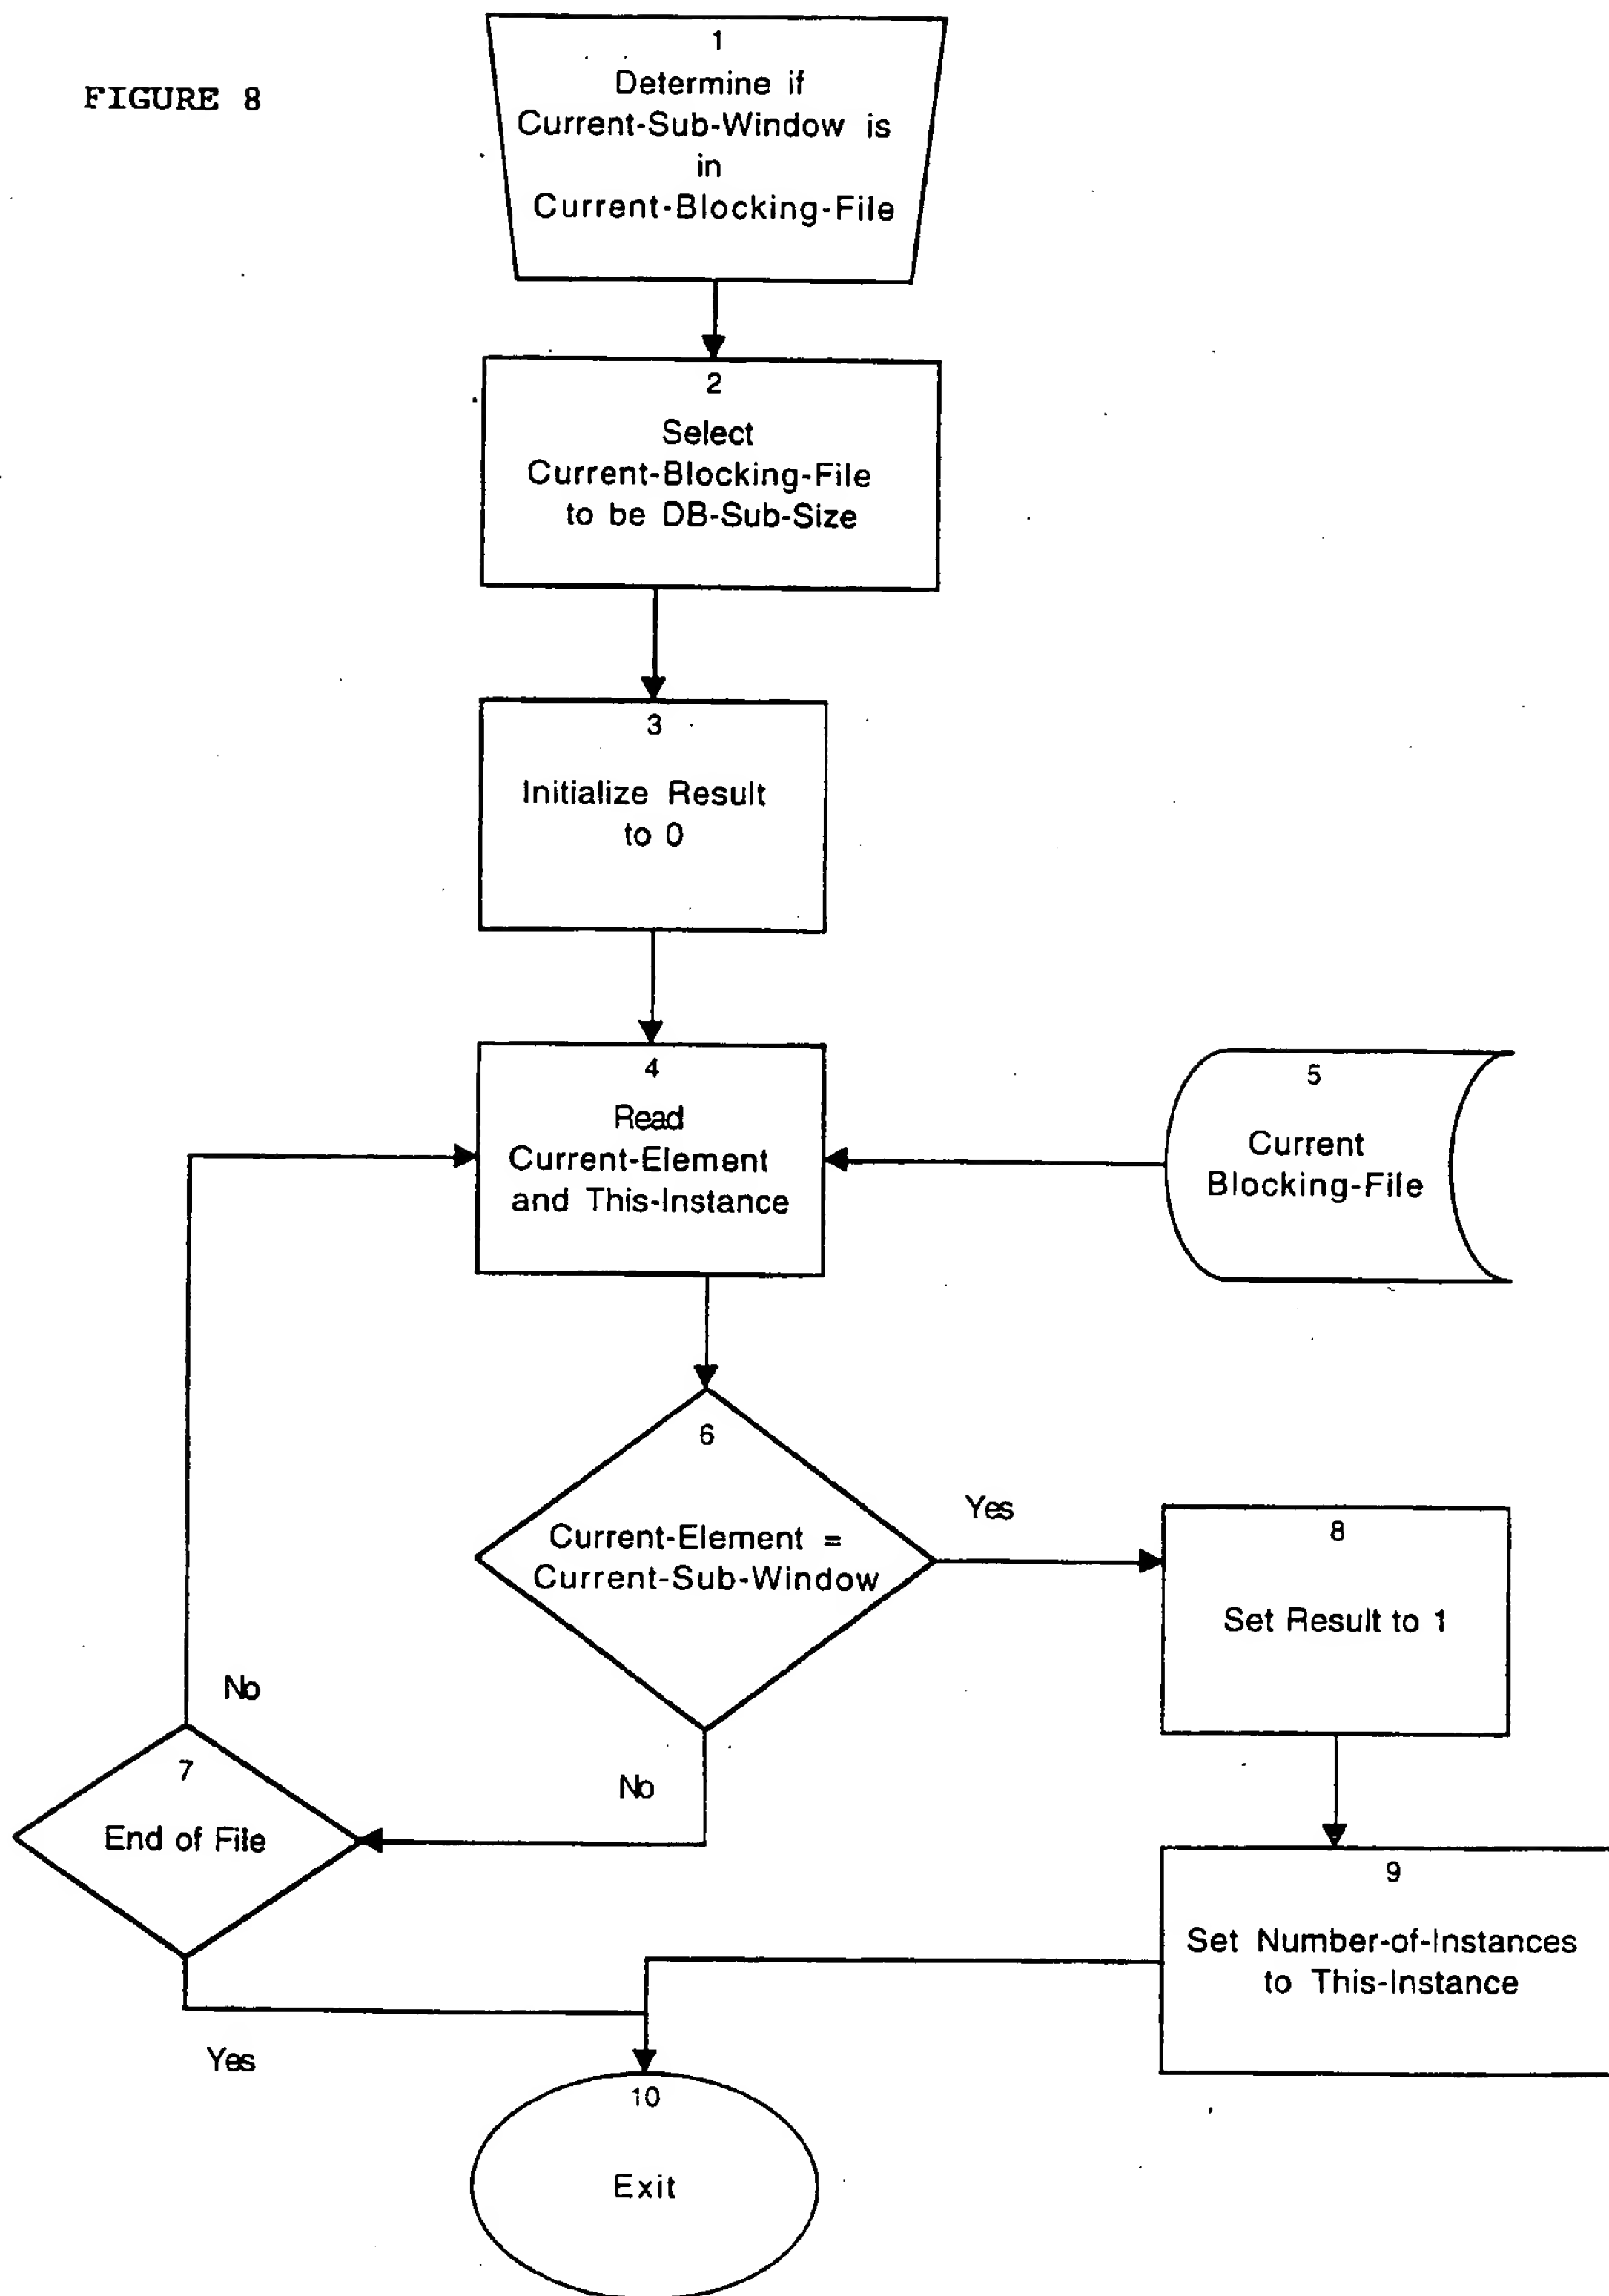 FIGURE 8
1
Determine if
Current-Sub-Window is
in
Current-Blocking-File
2
Select
Current-Blocking-File
to be DB-Sub-Size
3
Initialize Result
to 0
4
Read
Current-Element
and This-Instance
5
Current
Blocking-File
6
Current-Element =
Current-Sub-Window
Yes
8
Set Result to 1
No
7
End of File
No
9
Set Number-of-Instances
to This-Instance
Yes
10
Exit